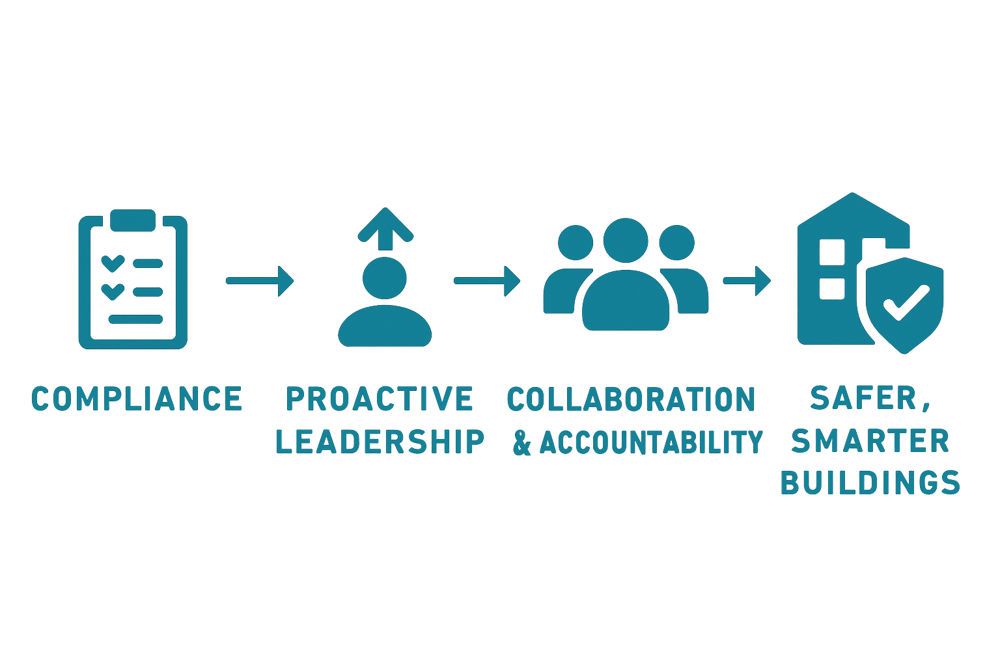 COMPLIANCE
PROACTIVE
LEADERSHIP
COLLABORATION
& ACCOUNTABILITY
SAFER,
SMARTER
BUILDINGS